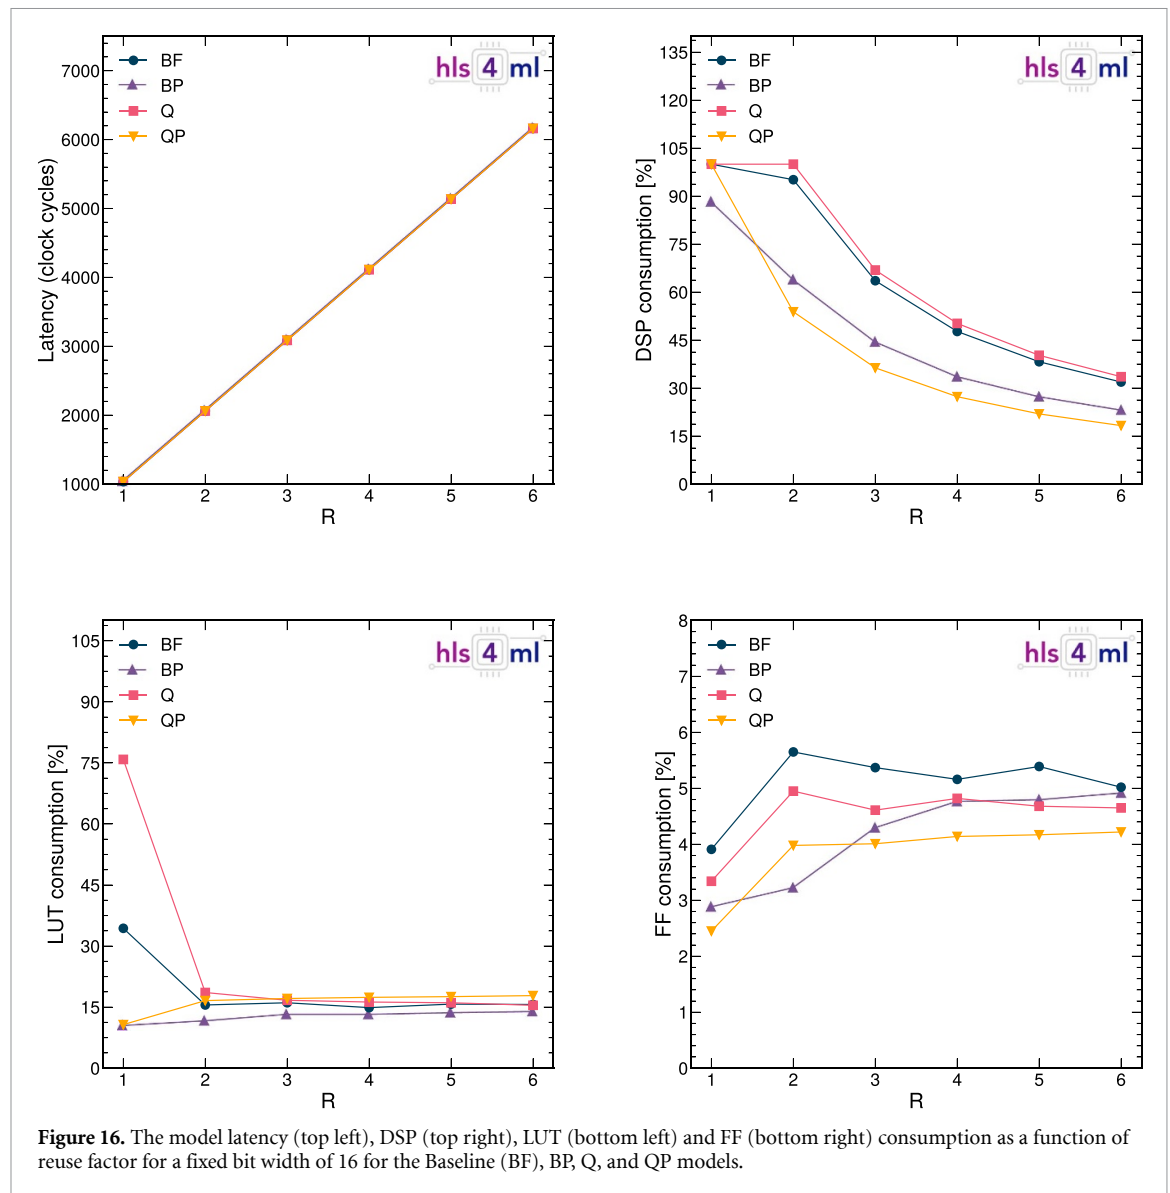 BF
BP
Q
QP
hls 4 ml
7000
6000
5000
4000
3000
2000
1000
Latency (clock cycles)
1 2 3 4 5 6
R
BF
BP
Q
QP
hls 4 ml
135
120
105
90
75
60
45
30
15
0
DSP consumption [%]
1 2 3 4 5 6
R
BF
BP
Q
QP
hls 4 ml
105
90
75
60
45
30
15
0
LUT consumption [%]
1 2 3 4 5 6
R
BF
BP
Q
QP
hls 4 ml
8
7
6
5
4
3
2
1
0
FF consumption [%]
1 2 3 4 5 6
R
Figure 16. The model latency (top left), DSP (top right), LUT (bottom left) and FF (bottom right) consumption as a function of
reuse factor for a fixed bit width of 16 for the Baseline (BF), BP, Q, and QP models.